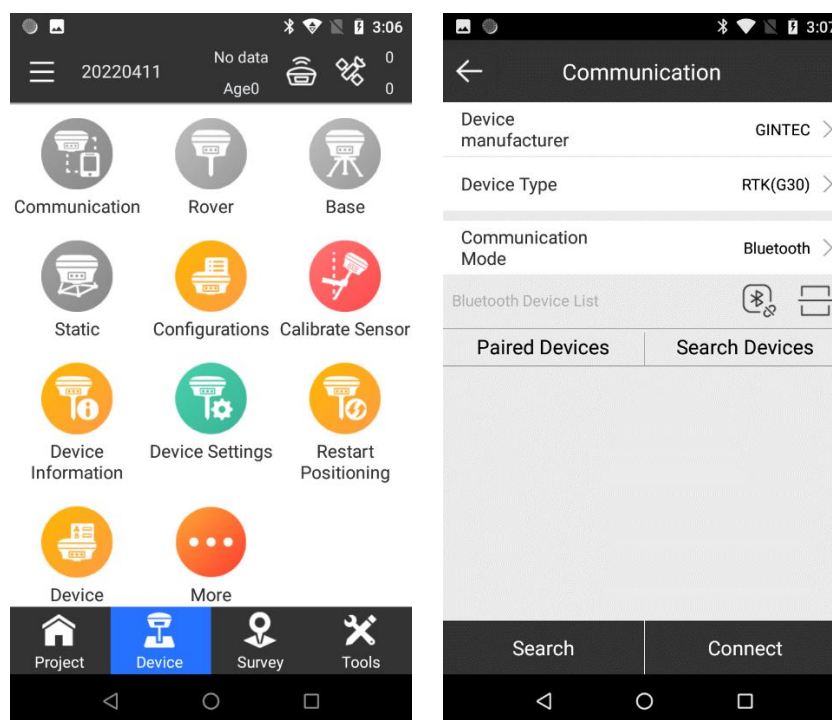 3:06
20220411
No data
Age0
0
0
Communication
Rover
Base
Static
Configurations
Calibrate Sensor
Device
Information
Device Settings
Restart
Positioning
Device
More
Project
Device
Survey
Tools
3:07
Communication
Device
manufacturer
GINTEC
Device Type
RTK(G30)
Communication
Mode
Bluetooth
Bluetooth Device List
Paired Devices
Search Devices
Search
Connect